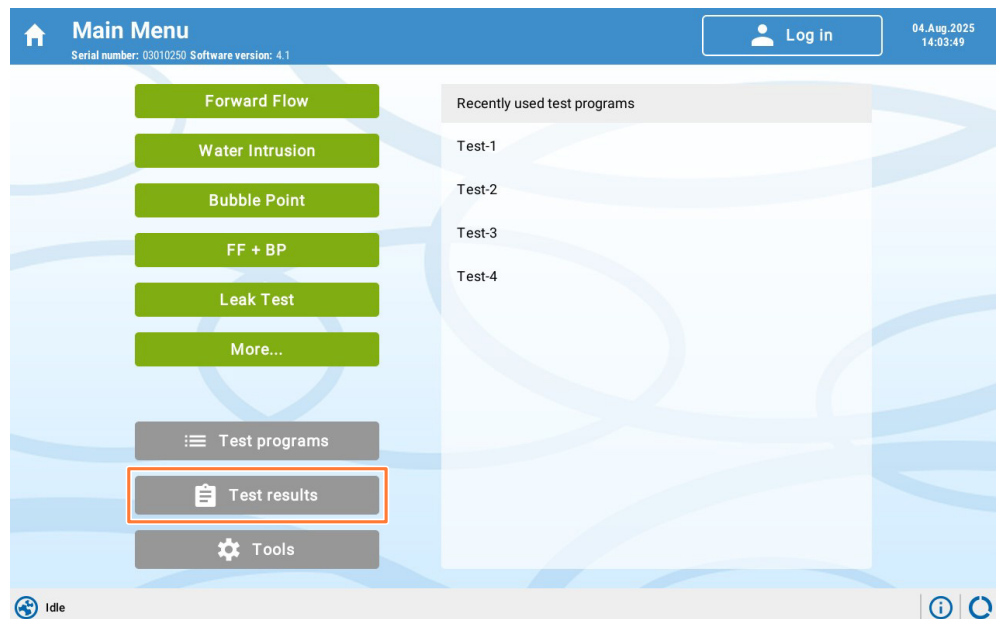 Main Menu
Serial number: 03010250 Software version: 4.1
Log in
04.Aug.2025
14:03:49
Forward Flow
Water Intrusion
Bubble Point
FF + BP
Leak Test
More...
Test programs
Test results
Tools
Recently used test programs
Test-1
Test-2
Test-3
Test-4
Idle